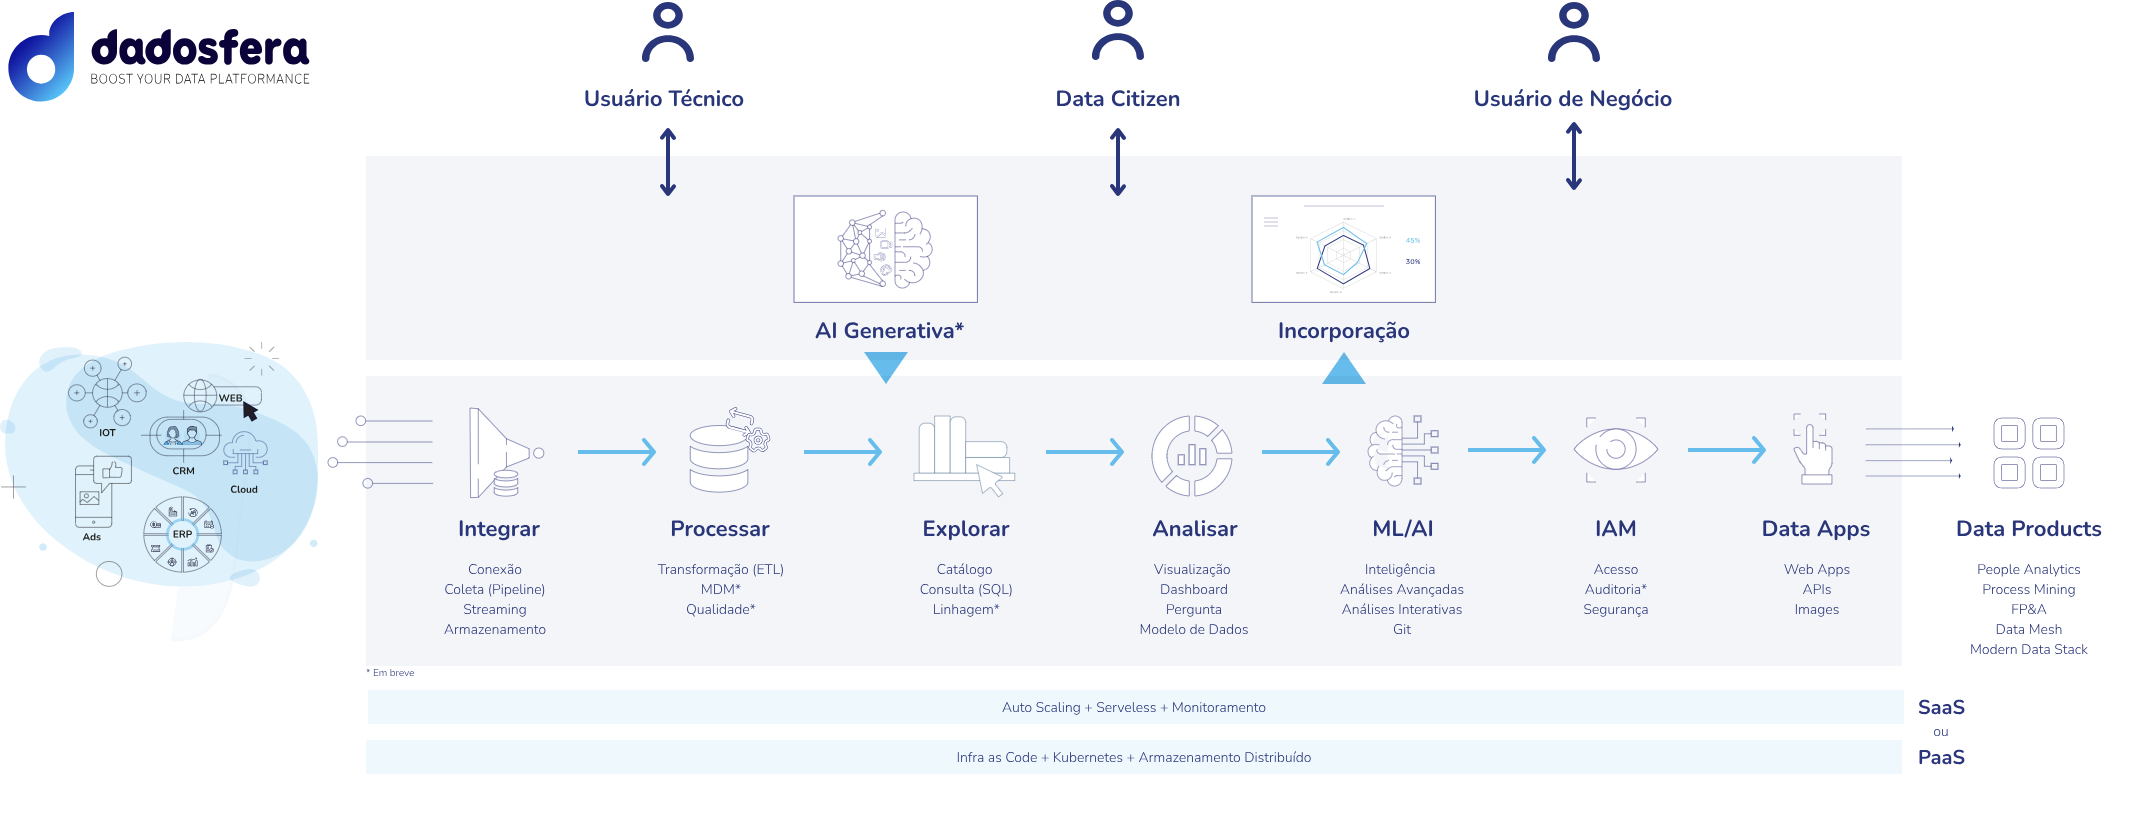 dadosfera
BOOST YOUR DATA PLATFORMANCE
Usuário Técnico
Data Citizen
Usuário de Negócio
45%
30%
AI Generativa*
Incorporação
IOT
WEB
CRM
Cloud
Ads
ERP
Integrar
Conexão
Coleta (Pipeline)
Streaming
Armazenamento
Processar
Transformação (ETL)
MDM*
Qualidade*
Explorar
Catálogo
Consulta (SQL)
Linhagem*
Analisar
Visualização
Dashboard
Pergunta
Modelo de Dados
ML/AI
Inteligência
Análises Avançadas
Análises Interativas
Git
IAM
Acesso
Auditoria*
Segurança
Data Apps
Web Apps
APIs
Images
Data Products
People Analytics
Process Mining
FP&A
Data Mesh
Modern Data Stack
* Em breve
Auto Scaling + Serveless + Monitoramento
SaaS
ou
Infra as Code + Kubernetes + Armazenamento Distribuído
PaaS